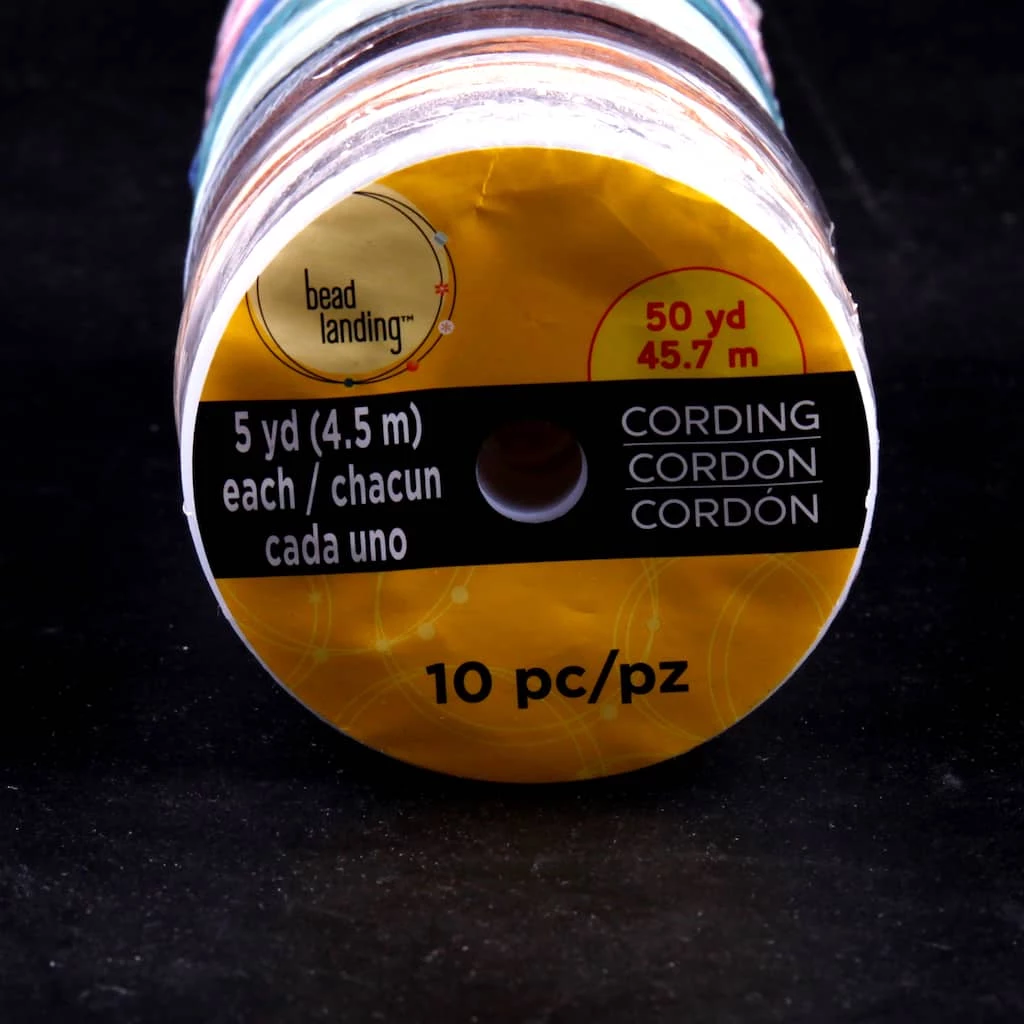 bead
landing™
50 yd
45.7 m
5 yd (4.5 m)
each / chacun
cada uno
CORDING
CORDON
CORDÓN
10 pc/pz